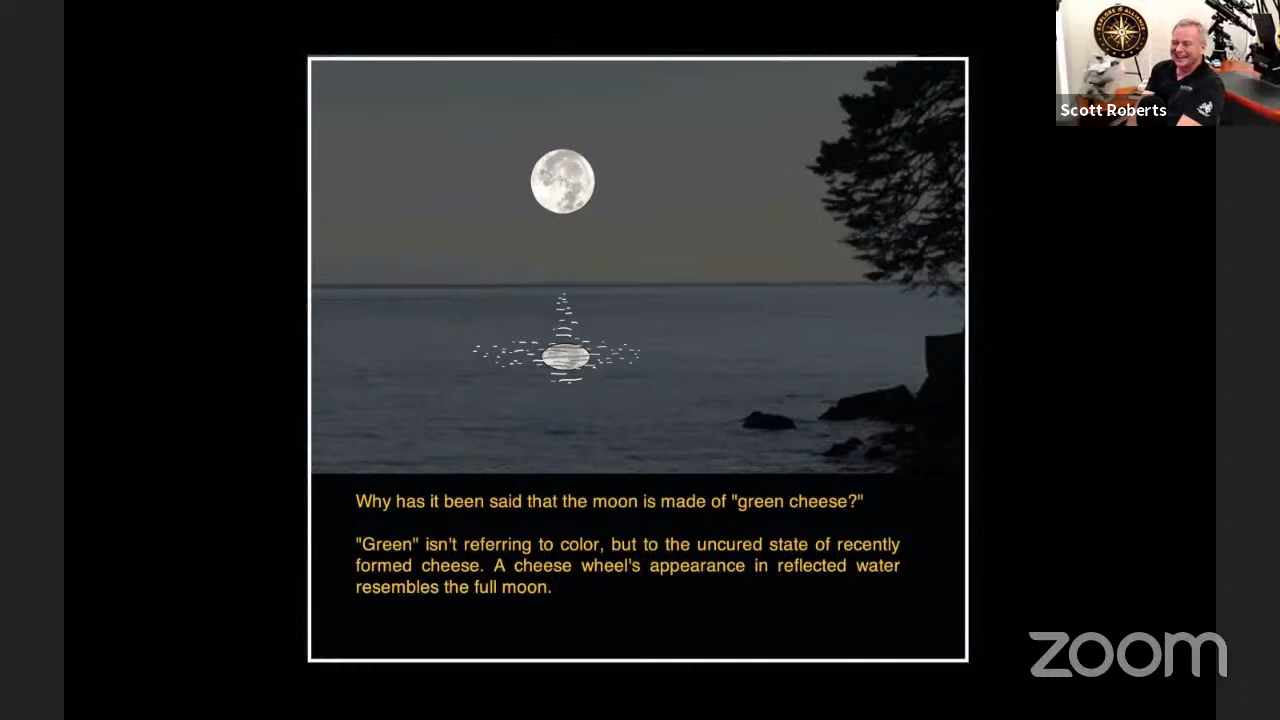 EXPLORE ALLIANCE
Scott Roberts
Why has it been said that the moon is made of "green cheese?"
"Green" isn't referring to color, but to the uncured state of recently
formed cheese. A cheese wheel's appearance in reflected water
resembles the full moon.
zoom